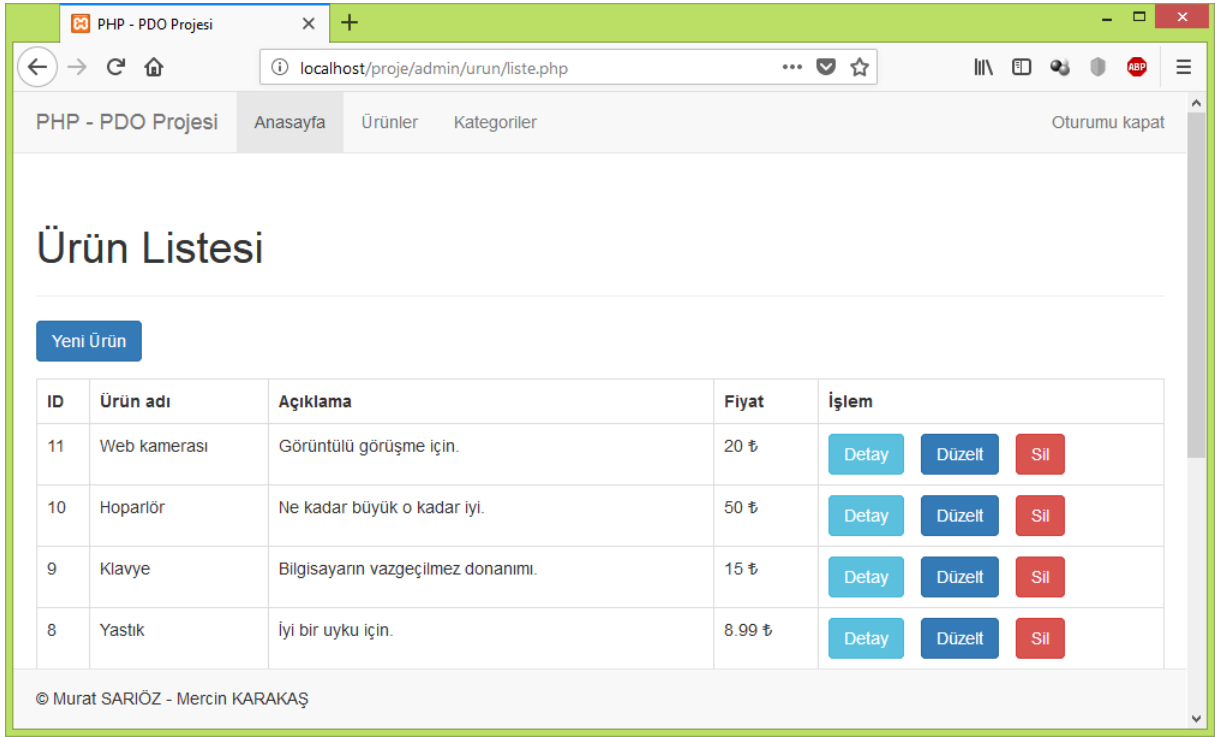 PHP - PDO Projesi
localhost/proje/admin/urun/liste.php ABP
PHP - PDO Projesi Anasayfa Ürünler Kategoriler Oturumu kapat
Ürün Listesi
Yeni Ürün
ID Ürün adı Açıklama Fiyat İşlem
11 Web kamerası Görüntülü görüşme için. 20 ₺ Detay Düzelt Sil
10 Hoparlör Ne kadar büyük o kadar iyi. 50 ₺ Detay Düzelt Sil
9 Klavye Bilgisayarın vazgeçilmez donanımı. 15 ₺ Detay Düzelt Sil
8 Yastık İyi bir uyku için. 8.99 ₺ Detay Düzelt Sil
© Murat SARIÖZ - Mercin KARAKAŞ